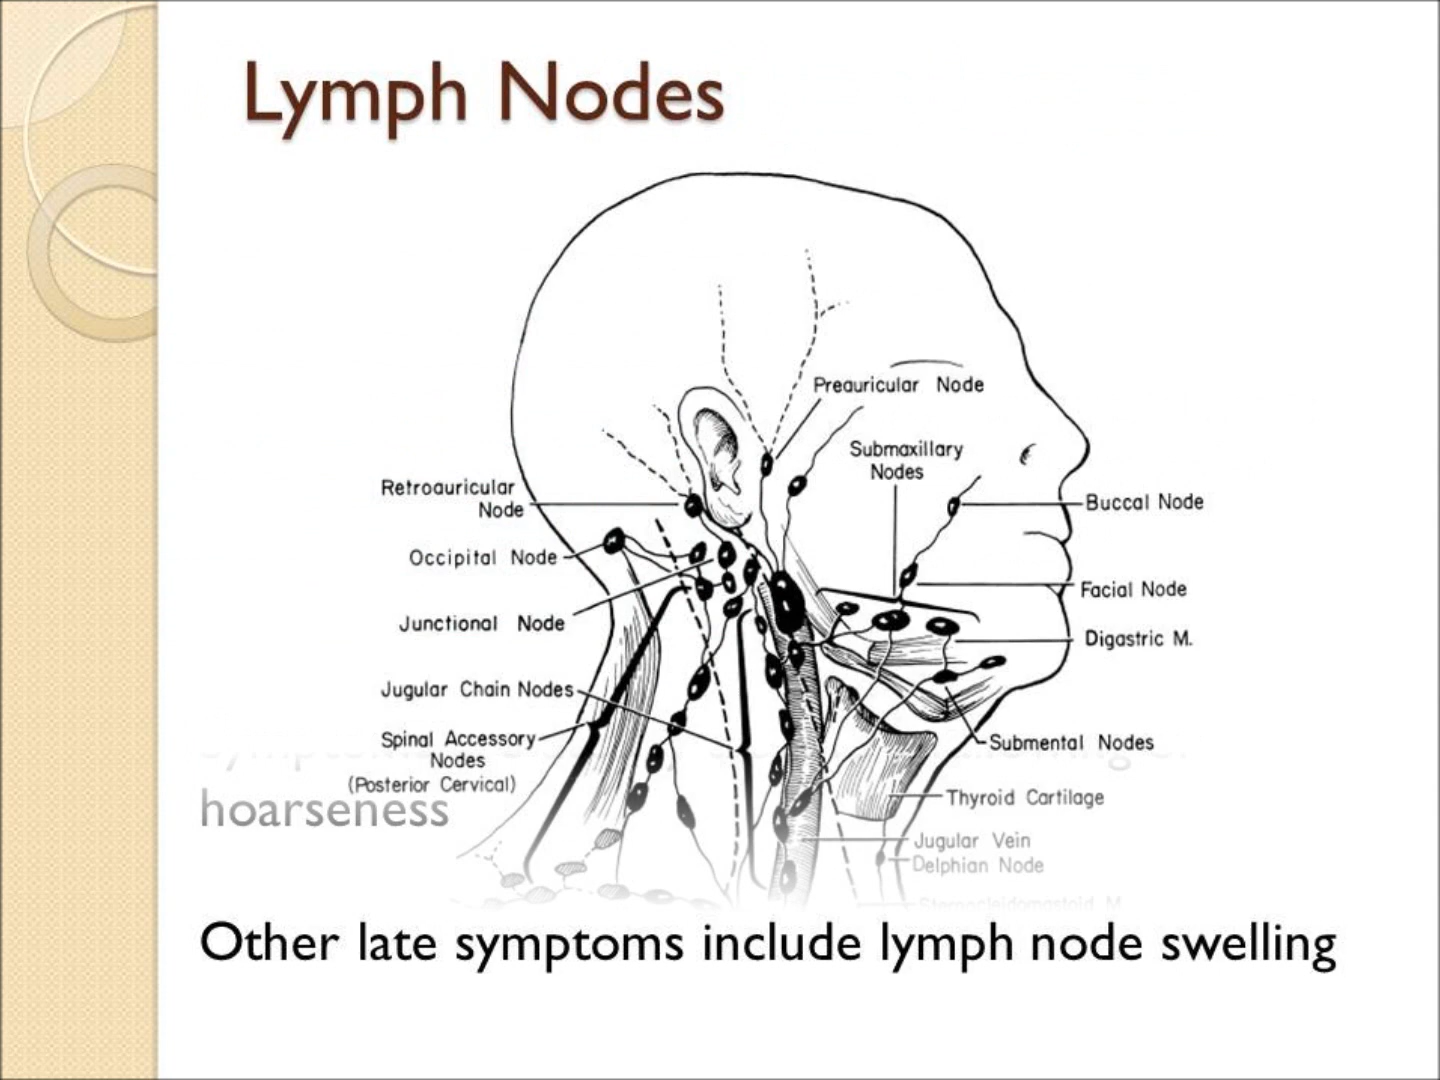 Lymph Nodes
Preauricular Node
Submaxillary
Nodes
Retroauricular
Node
Buccal Node
Occipital Node
Facial Node
Junctional Node
Digastric M.
Jugular Chain Nodes
Spinal Accessory
Nodes
(Posterior Cervical)
Submental Nodes
Thyroid Cartilage
hoarseness
Jugular Vein
Delphian Node
Sternocleidomastoid M
Other late symptoms include lymph node swelling